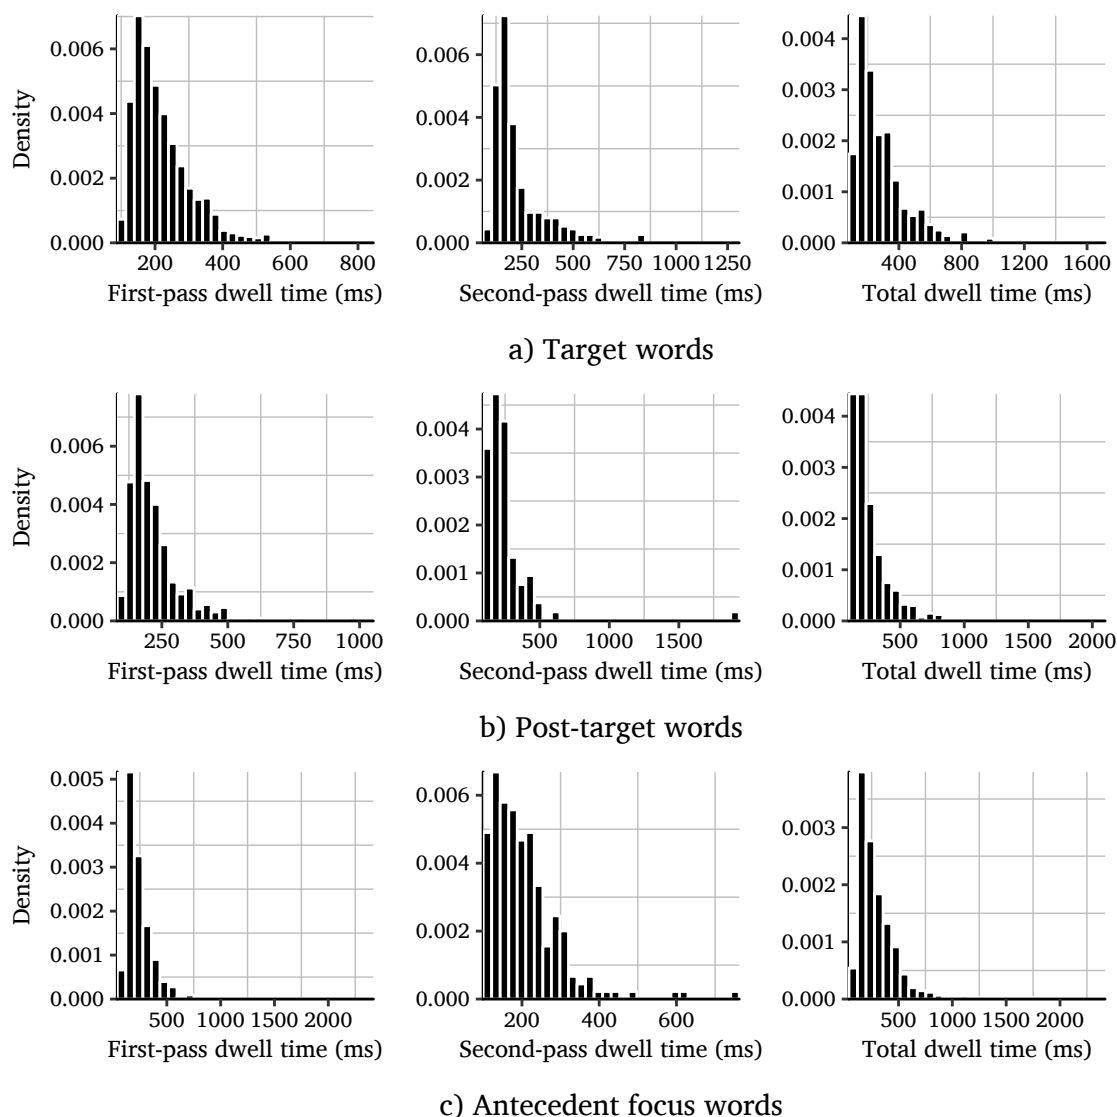 Density
0.006
0.004
0.002
0.000
200 400 600 800
First-pass dwell time (ms)
0.006
0.004
0.002
0.000
250 500 750 1000 1250
Second-pass dwell time (ms)
0.004
0.003
0.002
0.001
0.000
400 800 1200 1600
Total dwell time (ms)
a) Target words
Density
0.006
0.004
0.002
0.000
250 500 750 1000
First-pass dwell time (ms)
0.004
0.003
0.002
0.001
0.000
500 1000 1500
Second-pass dwell time (ms)
0.004
0.003
0.002
0.001
0.000
500 1000 1500 2000
Total dwell time (ms)
b) Post-target words
Density
0.005
0.004
0.003
0.002
0.001
0.000
500 1000 1500 2000
First-pass dwell time (ms)
0.006
0.004
0.002
0.000
200 400 600
Second-pass dwell time (ms)
0.003
0.002
0.001
0.000
500 1000 1500 2000
Total dwell time (ms)
c) Antecedent focus words